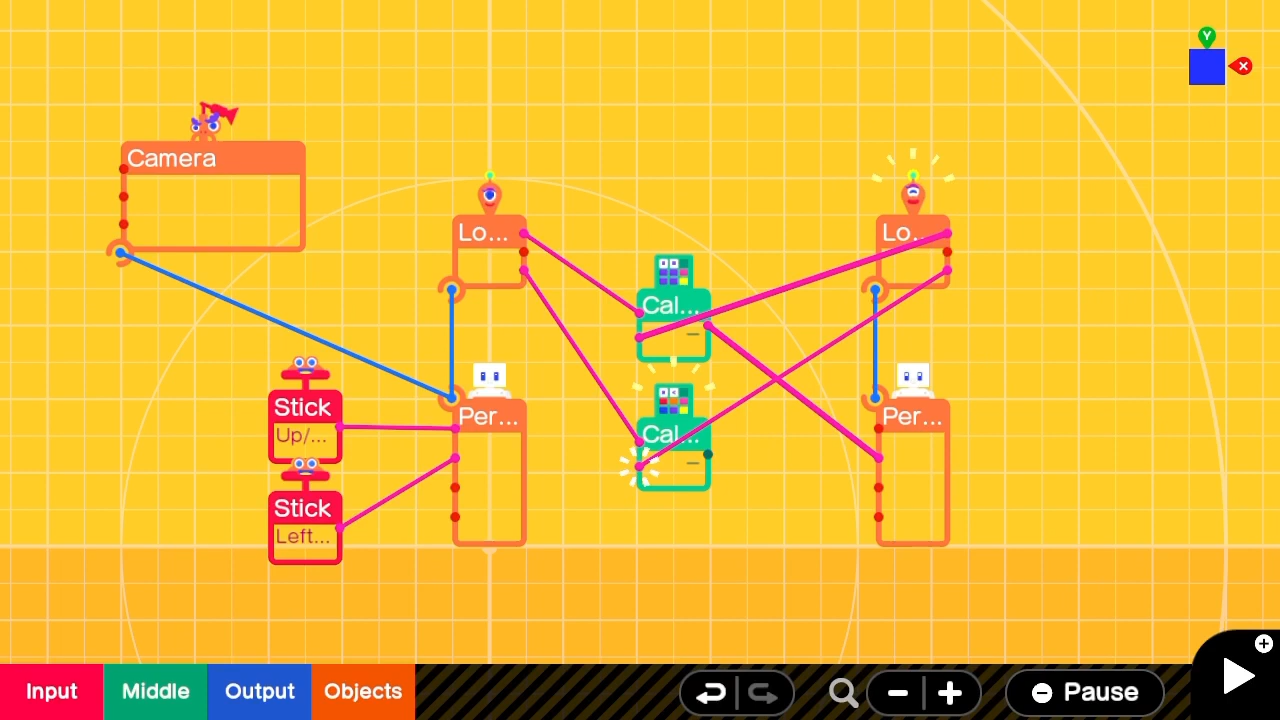 Y
X
Camera
Lo...
Lo...
Cal...
Stick
Up/...
Per...
Per...
Cal...
Stick
Left...
Input
Middle
Output
Objects
Pause